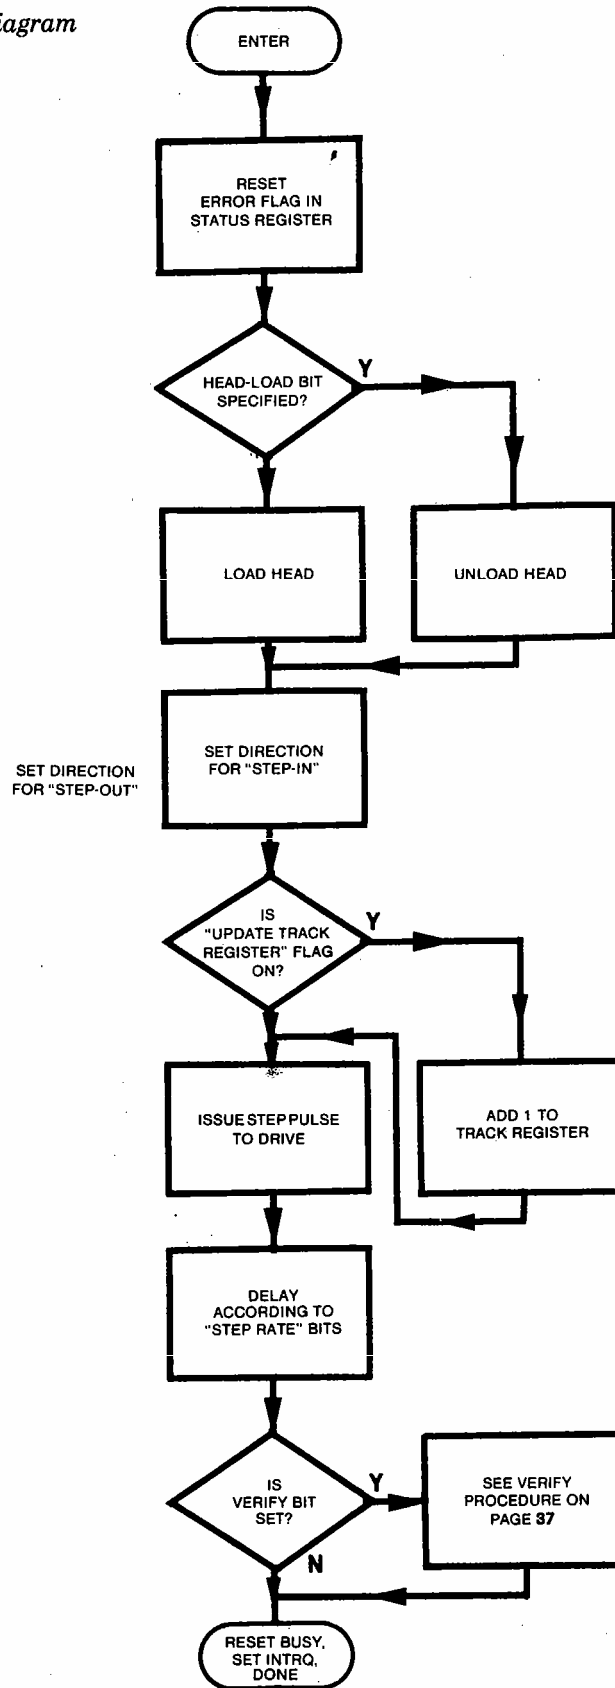 iagram
ENTER
RESET
ERROR FLAG IN
STATUS REGISTER
HEAD-LOAD BIT
SPECIFIED?
Y
LOAD HEAD
UNLOAD HEAD
SET DIRECTION
FOR "STEP-IN"
SET DIRECTION
FOR "STEP-OUT"
IS
"UPDATE TRACK
REGISTER" FLAG
ON?
Y
ISSUE STEP PULSE
TO DRIVE
ADD 1 TO
TRACK REGISTER
DELAY
ACCORDING TO
"STEP RATE" BITS
IS
VERIFY BIT
SET?
Y
N
SEE VERIFY
PROCEDURE ON
PAGE 37
RESET BUSY,
SET INTRQ,
DONE